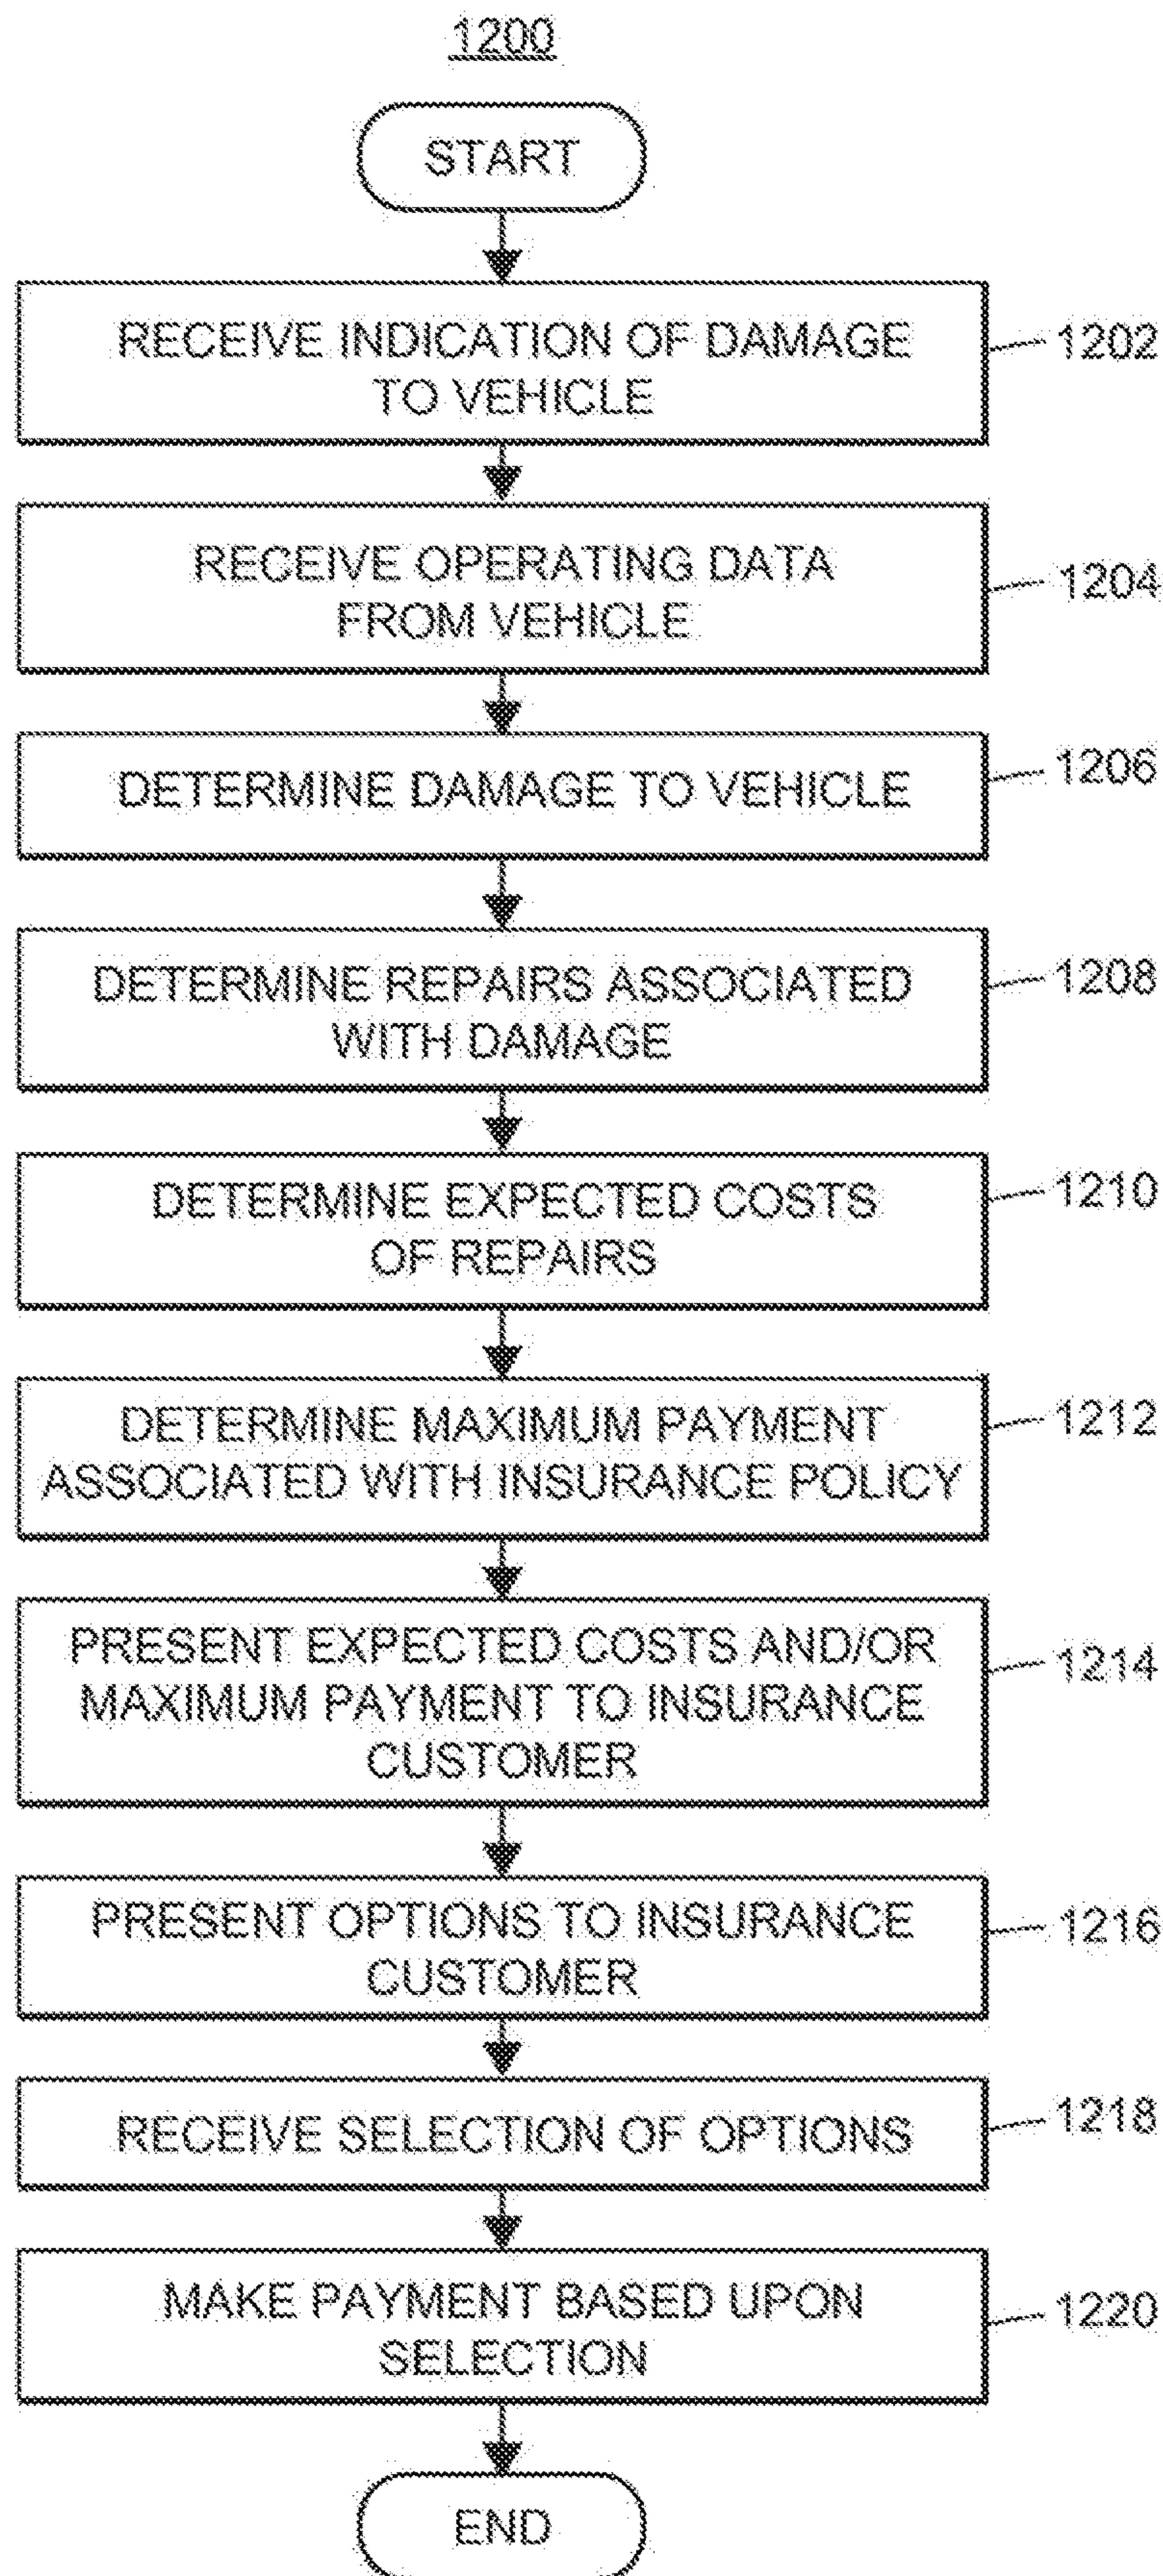 1200
START
RECEIVE INDICATION OF DAMAGE
TO VEHICLE
1202
RECEIVE OPERATING DATA
FROM VEHICLE
1204
DETERMINE DAMAGE TO VEHICLE
1206
DETERMINE REPAIRS ASSOCIATED
WITH DAMAGE
1208
DETERMINE EXPECTED COSTS
OF REPAIRS
1210
DETERMINE MAXIMUM PAYMENT
ASSOCIATED WITH INSURANCE POLICY
1212
PRESENT EXPECTED COSTS AND/OR
MAXIMUM PAYMENT TO INSURANCE
CUSTOMER
1214
PRESENT OPTIONS TO INSURANCE
CUSTOMER
1216
RECEIVE SELECTION OF OPTIONS
1218
MAKE PAYMENT BASED UPON
SELECTION
1220
END